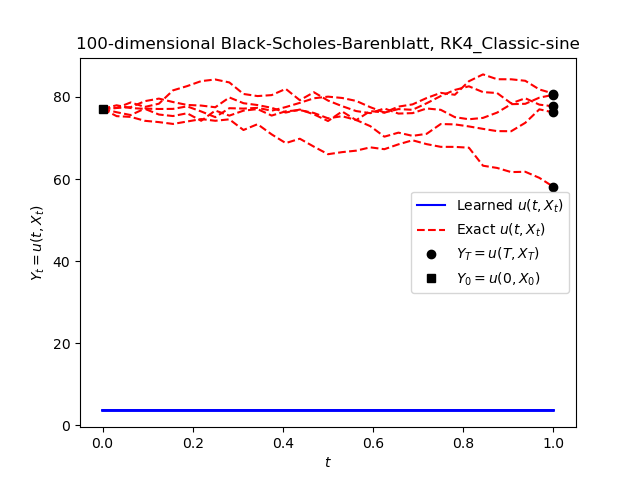 100-dimensional Black-Scholes-Barenblatt, RK4_Classic-sine
Y_t = u(t, X_t)
80
60
40
20
0
Learned u(t, X_t)
Exact u(t, X_t)
Y_T = u(T, X_T)
Y_0 = u(0, X_0)
0.0 0.2 0.4 0.6 0.8 1.0
t